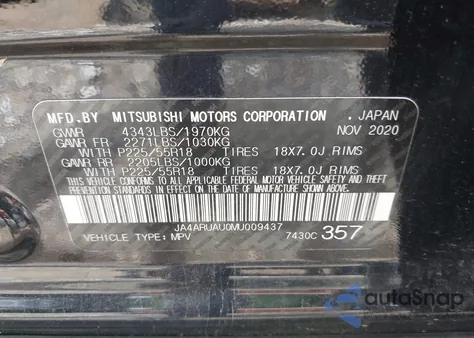 MFD.BY MITSUBISHI MOTORS CORPORATION . JAPAN
GVWR 4343LBS/1970KG NOV 2020
GAWR FR 2271LBS/1030KG
WITH P225/55R18 TIRES 18X7.0J RIMS
GAWR RR 2205LBS/1000KG
WITH P225/55R18 TIRES 18X7.0J RIMS
THIS VEHICLE CONFORMS TO ALL APPLICABLE FEDERAL MOTOR VEHICLE SAFETY AND THEFT
PREVENTION STANDARDS IN EFFECT ON THE DATE OF MANUFACTURE SHOWN ABOVE.
JA4ARUAU0MU009437
VEHICLE TYPE: MPV 7430C 357
autoSnap